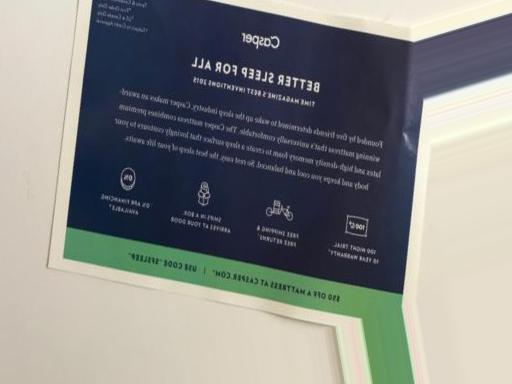 Casper
BETTER SLEEP FOR ALL
TIME MAGAZINE'S BEST INVENTIONS 2015
Founded by five friends determined to wake up the sleep industry, Casper makes an award-
winning mattress that's universally comfortable. The Casper mattress combines premium
latex and high-density memory foam to create a sleep surface that lovingly contours to your
body and keeps you cool and balanced. So rest easy, the best sleep of your life awaits.
100
100 NIGHT TRIAL.
10 YEAR WARRANTY.
FREE SHIPPING &
FREE RETURNS.
SHIPS IN A BOX.
ARRIVES AT YOUR DOOR
0%
0% APR FINANCING
AVAILABLE*
$50 OFF A MATTRESS AT CASPER.COM* | USE CODE "SPSLEEP"